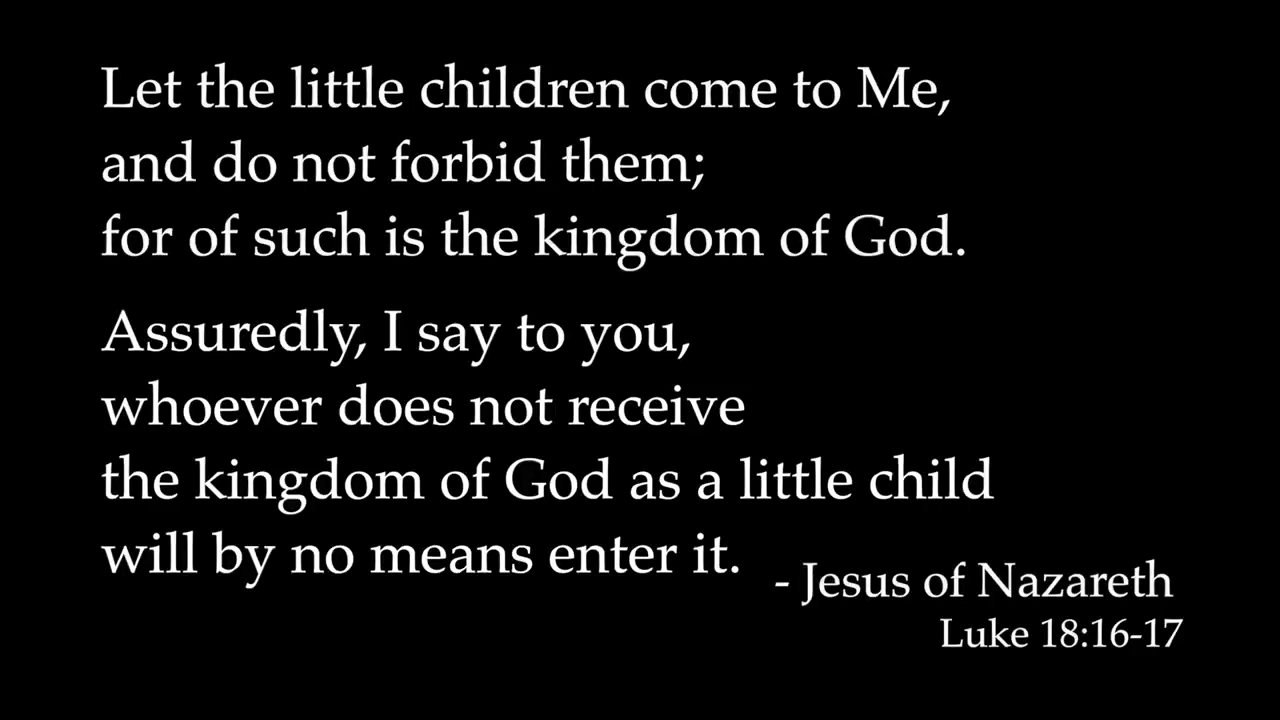 Let the little children come to Me,
and do not forbid them;
for of such is the kingdom of God.
Assuredly, I say to you,
whoever does not receive
the kingdom of God as a little child
will by no means enter it.
- Jesus of Nazareth
Luke 18:16-17